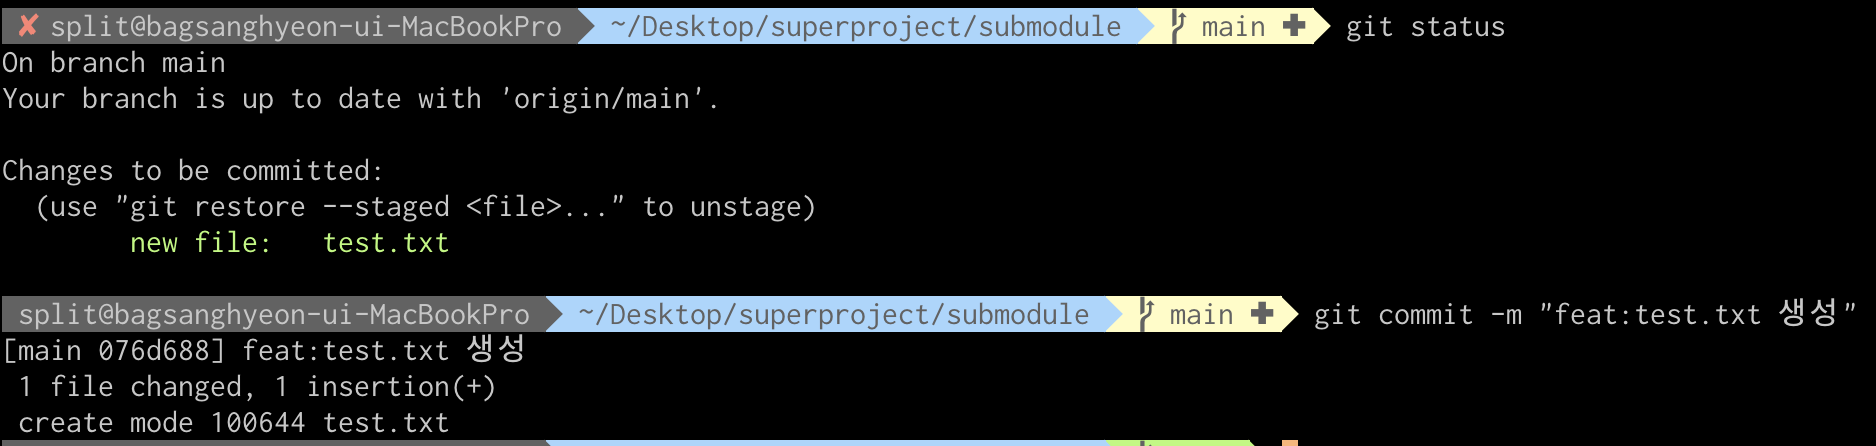 ✘ split@bagsanghyeon-ui-MacBookPro ~/Desktop/superproject/submodule main ✚ git status
On branch main
Your branch is up to date with 'origin/main'.
Changes to be committed:
(use "git restore --staged <file>..." to unstage)
new file: test.txt
split@bagsanghyeon-ui-MacBookPro ~/Desktop/superproject/submodule main ✚ git commit -m "feat:test.txt 생성"
[main 076d688] feat:test.txt 생성
1 file changed, 1 insertion(+)
create mode 100644 test.txt